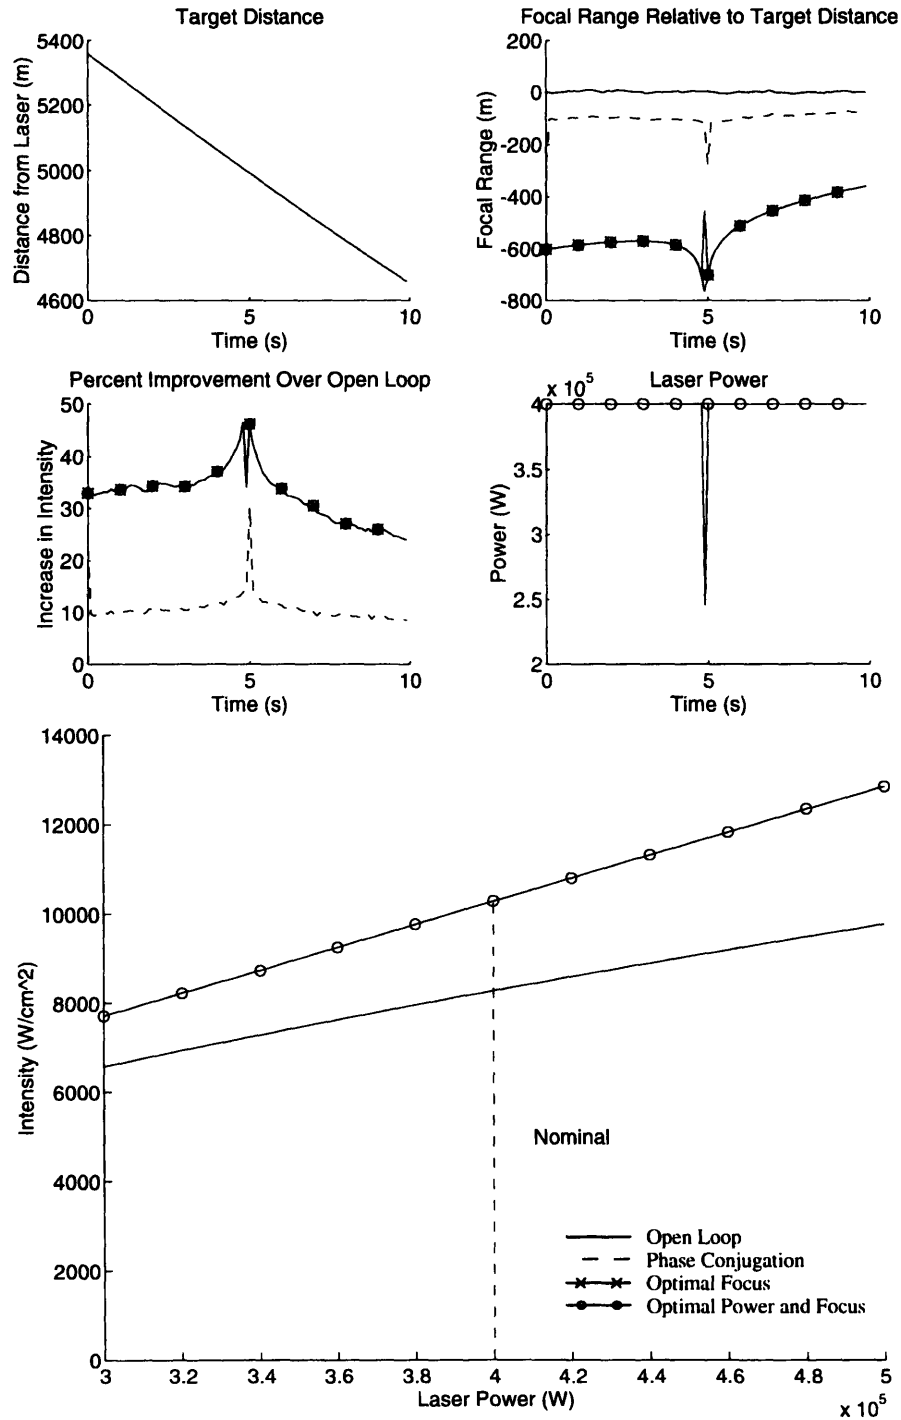 Target Distance
Distance from Laser (m)
5400
5200
5000
4800
4600
0
5
10
Time (s)
Focal Range Relative to Target Distance
Focal Range (m)
200
0
-200
-400
-600
-800
0
5
10
Time (s)
Percent Improvement Over Open Loop
Increase in Intensity
50
40
30
20
10
0
0
5
10
Time (s)
x 10^5
Laser Power
Power (W)
4
3.5
3
2.5
2
0
5
10
Time (s)
Intensity (W/cm^2)
14000
12000
10000
8000
6000
4000
2000
0
Nominal
Open Loop
Phase Conjugation
Optimal Focus
Optimal Power and Focus
3
3.2
3.4
3.6
3.8
4
4.2
4.4
4.6
4.8
5
Laser Power (W)
x 10^5